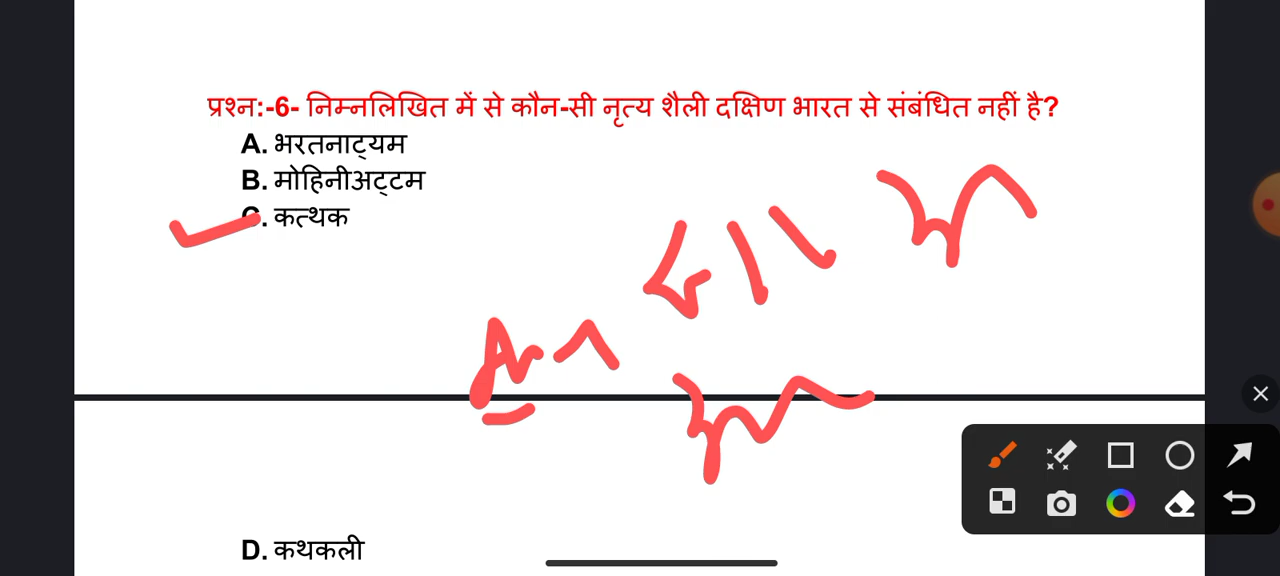 प्रश्न:-6- निम्नलिखित में से कौन-सी नृत्य शैली दक्षिण भारत से संबंधित नहीं है?
A. भरतनाट्यम
B. मोहिनीअट्टम
C. कत्थक
D. कथकली